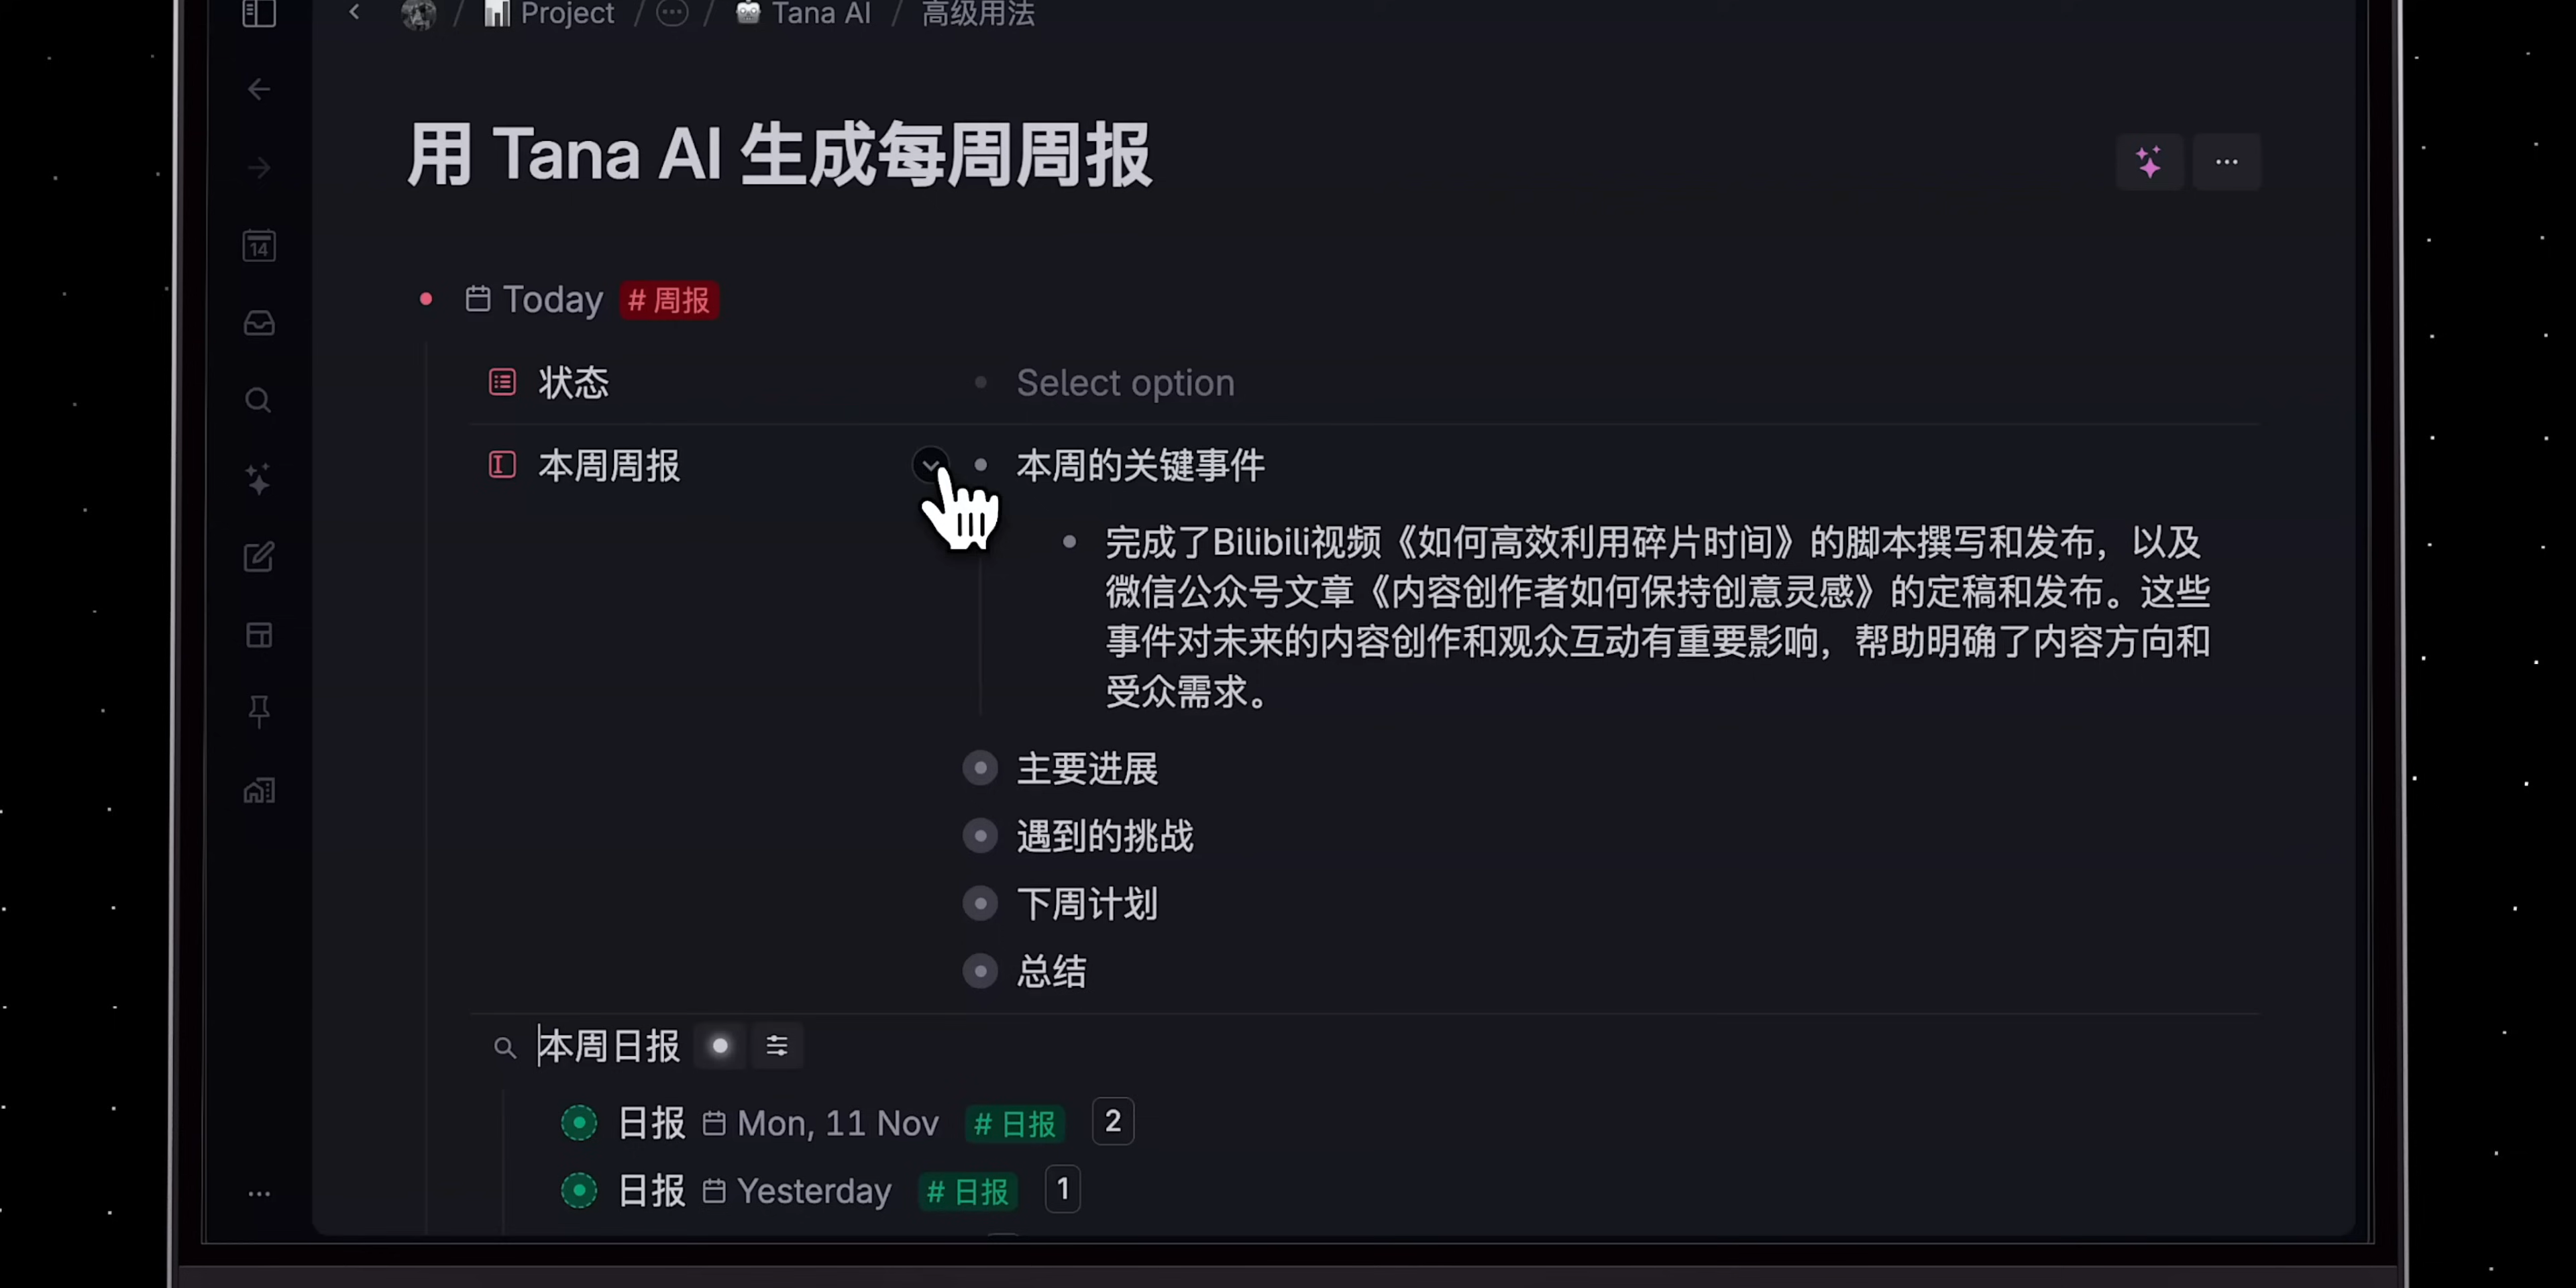 Project / Tana AI / 高级用法
用 Tana AI 生成每周周报
14
Today # 周报
状态 Select option
本周周报 本周的关键事件
完成了Bilibili视频《如何高效利用碎片时间》的脚本撰写和发布，以及
微信公众号文章《内容创作者如何保持创意灵感》的定稿和发布。这些
事件对未来的内容创作和观众互动有重要影响，帮助明确了内容方向和
受众需求。
主要进展
遇到的挑战
下周计划
总结
本周日报
日报 Mon, 11 Nov # 日报 2
日报 Yesterday # 日报 1